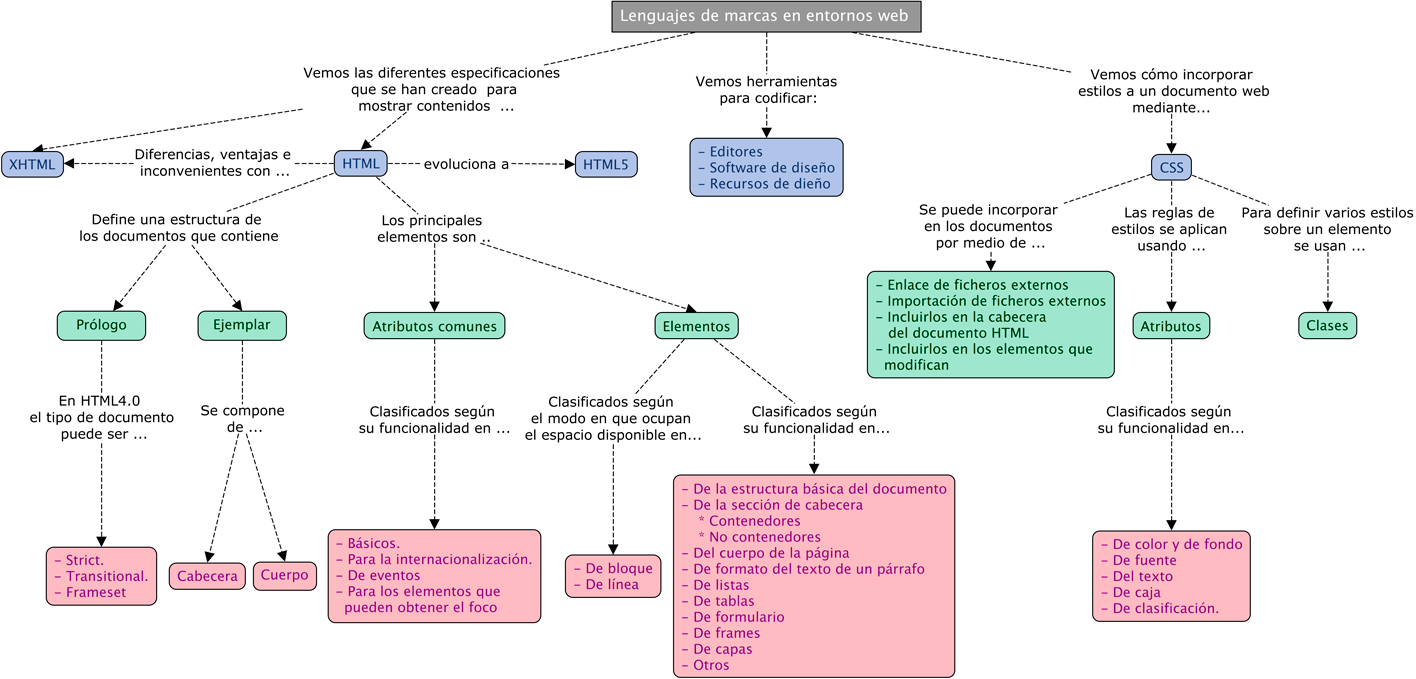 Lenguajes de marcas en entornos web
Vemos las diferentes especificaciones
que se han creado para
mostrar contenidos ...
Vemos herramientas
para codificar:
Vemos cómo incorporar
estilos a un documento web
mediante...
XHTML
Diferencias, ventajas e
inconvenientes con ...
HTML
evoluciona a
HTML5
- Editores
- Software de diseño
- Recursos de dieño
CSS
Define una estructura de
los documentos que contiene
Los principales
elementos son ..
Se puede incorporar
en los documentos
por medio de ...
Las reglas de
estilos se aplican
usando ...
Para definir varios estilos
sobre un elemento
se usan ...
Prólogo
Ejemplar
Atributos comunes
Elementos
- Enlace de ficheros externos
- Importación de ficheros externos
- Incluirlos en la cabecera
del documento HTML
- Incluirlos en los elementos que
modifican
Atributos
Clases
En HTML4.0
el tipo de documento
puede ser ...
Se compone
de ...
Clasificados según
su funcionalidad en ...
Clasificados según
el modo en que ocupan
el espacio disponible en...
Clasificados según
su funcionalidad en...
Clasificados según
su funcionalidad en...
- Strict.
- Transitional.
- Frameset
Cabecera
Cuerpo
- Básicos.
- Para la internacionalización.
- De eventos
- Para los elementos que
pueden obtener el foco
- De bloque
- De línea
- De la estructura básica del documento
- De la sección de cabecera
* Contenedores
* No contenedores
- Del cuerpo de la página
- De formato del texto de un párrafo
- De listas
- De tablas
- De formulario
- De frames
- De capas
- Otros
- De color y de fondo
- De fuente
- Del texto
- De caja
- De clasificación.